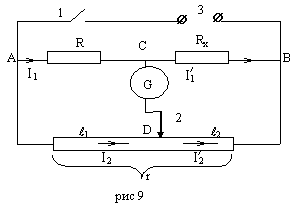 1 3
R C Rx
A B
I1 G I′1
D 2
ℓ1 ℓ2
I2 I′2
r
рис 9